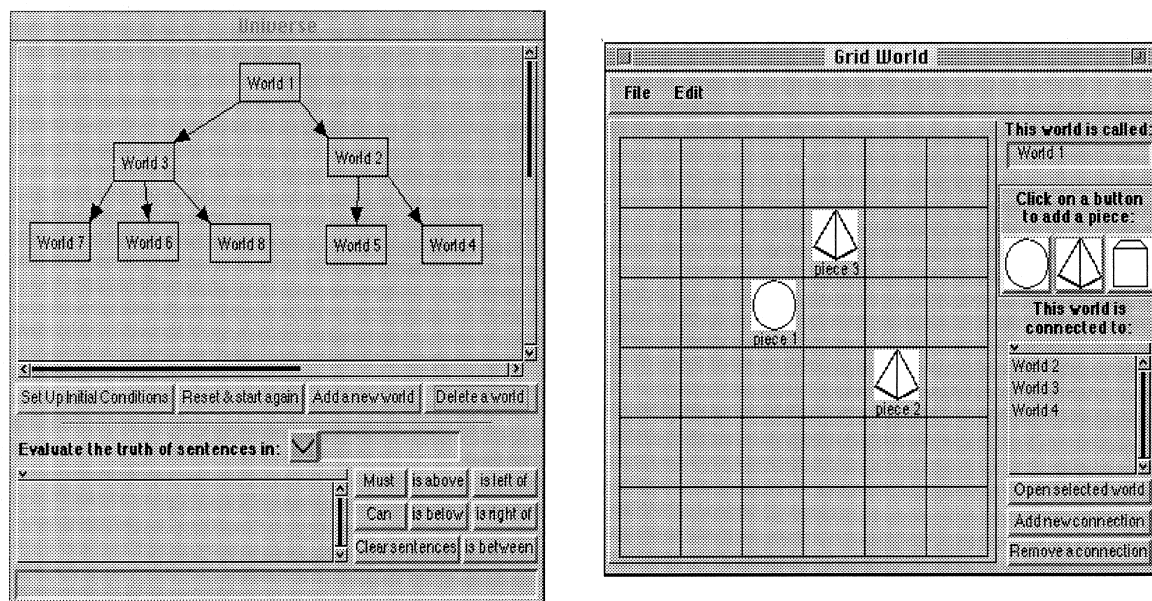 Universe
World 1
World 3
World 2
World 7
World 6
World 8
World 5
World 4
Set Up Initial Conditions
Reset & start again
Add a new world
Delete a world
Evaluate the truth of sentences in:
Must
is above
is left of
Can
is below
is right of
Clear sentences
is between
Grid World
File
Edit
piece 3
piece 1
piece 2
This world is called:
World 1
Click on a button
to add a piece:
This world is
connected to:
World 2
World 3
World 4
Open selected world
Add new connection
Remove a connection